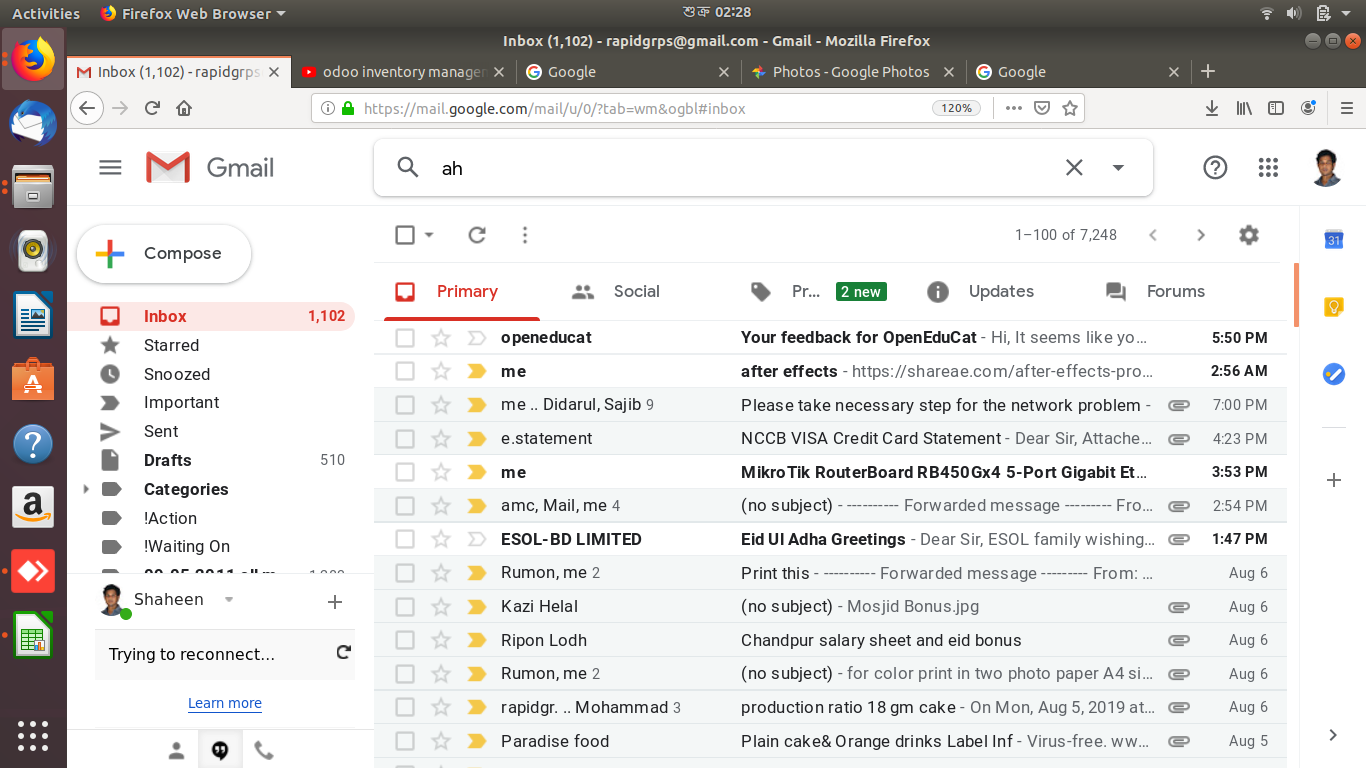 Activities Firefox Web Browser শুক্র 02:28
Inbox (1,102) - rapidgrps@gmail.com - Gmail - Mozilla Firefox
Inbox (1,102) - rapidgrps odoo inventory manager Google Photos - Google Photos Google
https://mail.google.com/mail/u/0/?tab=wm&ogbl#inbox 120%
Gmail ah
Compose 1–100 of 7,248 31
Primary Social Pr... 2 new Updates Forums
Inbox 1,102
Starred
Snoozed
Important
Sent
Drafts 510
Categories
!Action
!Waiting On
openeducat Your feedback for OpenEduCat - Hi, It seems like yo... 5:50 PM
me after effects - https://shareae.com/after-effects-pro... 2:56 AM
me .. Didarul, Sajib 9 Please take necessary step for the network problem - 7:00 PM
e.statement NCCB VISA Credit Card Statement - Dear Sir, Attache... 4:23 PM
me MikroTik RouterBoard RB450Gx4 5-Port Gigabit Et... 3:53 PM
amc, Mail, me 4 (no subject) - ---------- Forwarded message --------- Fro... 2:54 PM
ESOL-BD LIMITED Eid Ul Adha Greetings - Dear Sir, ESOL family wishing... 1:47 PM
Rumon, me 2 Print this - ---------- Forwarded message --------- From: ... Aug 6
Kazi Helal (no subject) - Mosjid Bonus.jpg Aug 6
Ripon Lodh Chandpur salary sheet and eid bonus Aug 6
Rumon, me 2 (no subject) - for color print in two photo paper A4 si... Aug 6
rapidgr. .. Mohammad 3 production ratio 18 gm cake - On Mon, Aug 5, 2019 at... Aug 6
Paradise food Plain cake& Orange drinks Label Inf - Virus-free. ww... Aug 5
Shaheen
Trying to reconnect...
Learn more